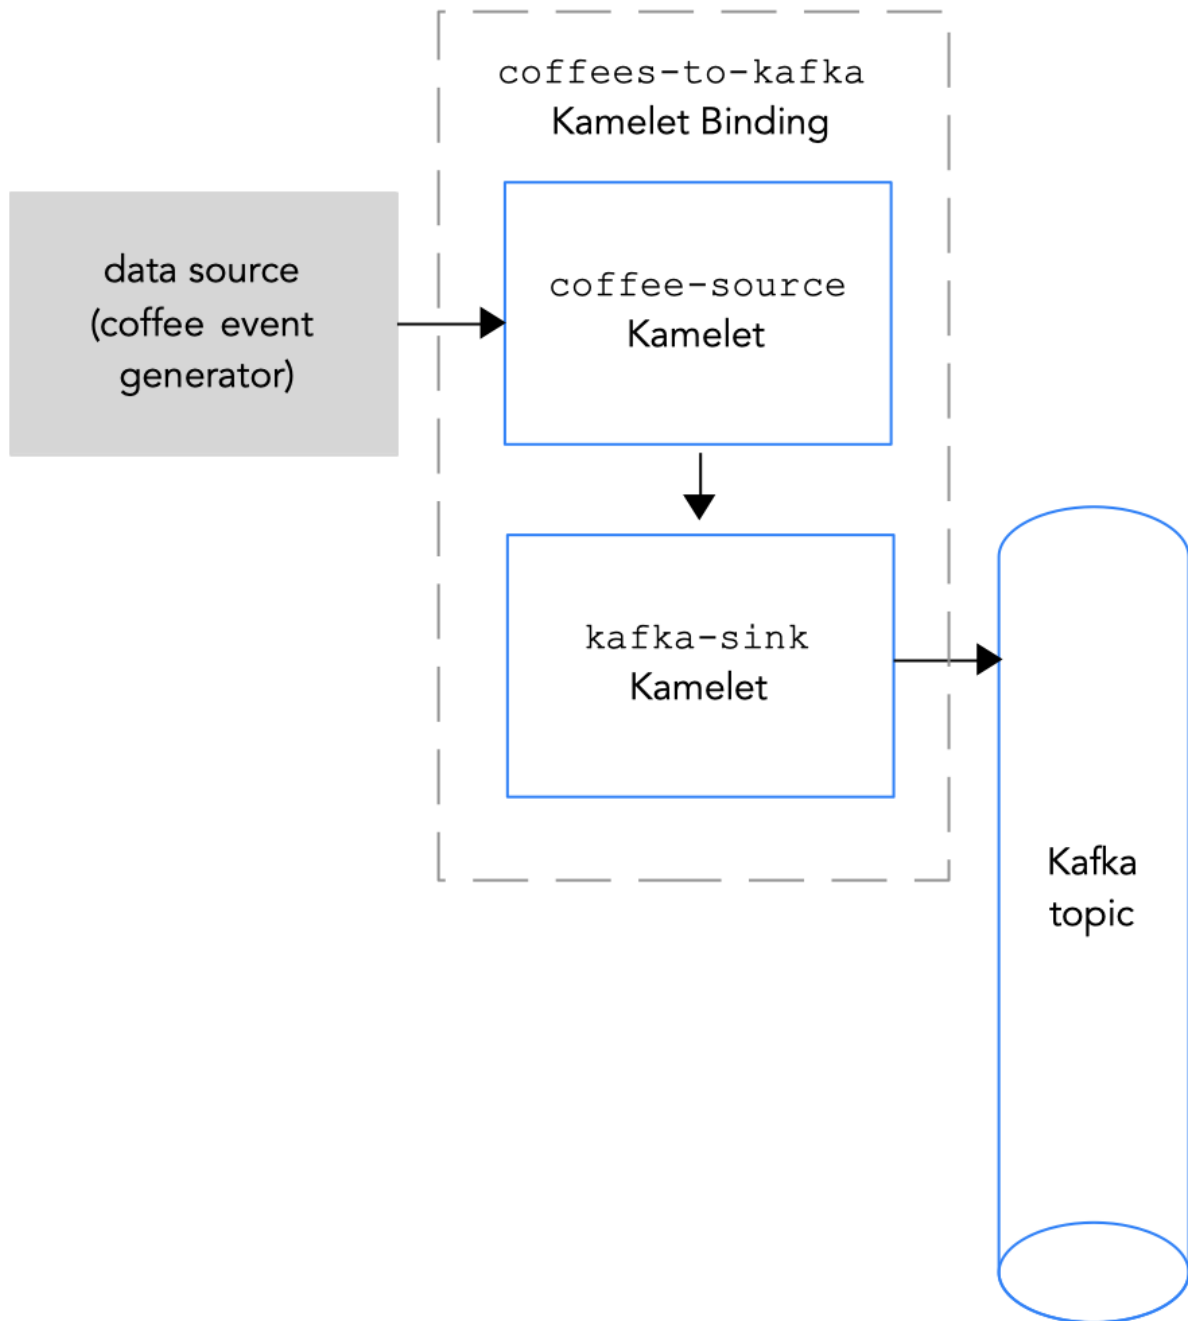 coffees-to-kafka
Kamelet Binding
data source
(coffee event
generator)
coffee-source
Kamelet
kafka-sink
Kamelet
Kafka
topic